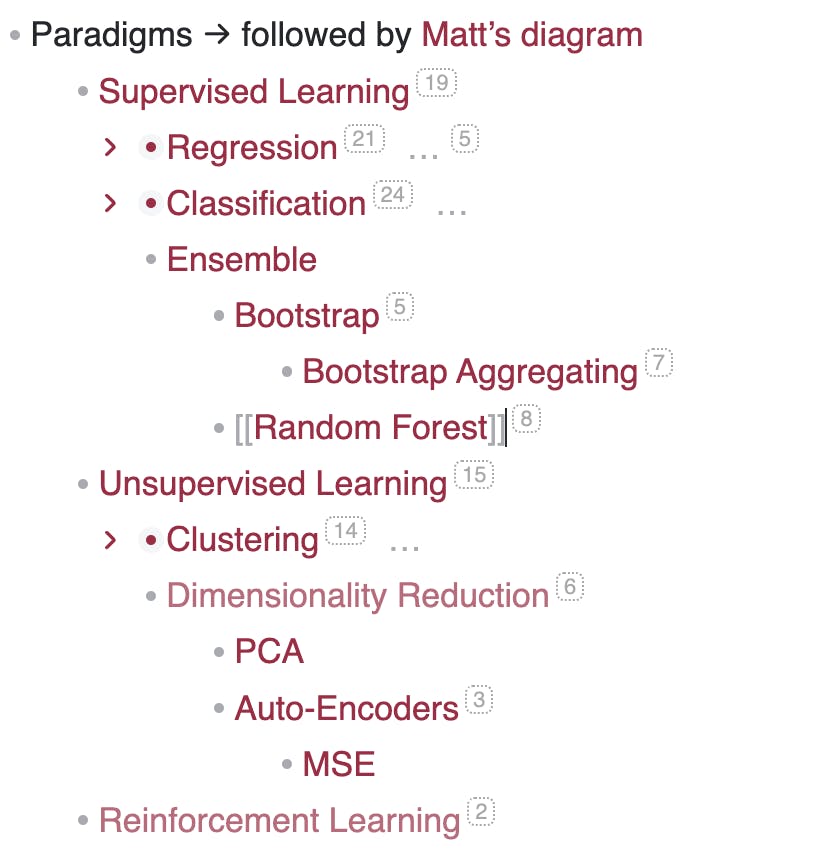 Paradigms → followed by Matt’s diagram
Supervised Learning 19
Regression 21 ... 5
Classification 24 ...
Ensemble
Bootstrap 5
Bootstrap Aggregating 7
[[Random Forest]] 8
Unsupervised Learning 15
Clustering 14 ...
Dimensionality Reduction 6
PCA
Auto-Encoders 3
MSE
Reinforcement Learning 2